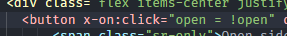 <div class="flex items-center justify
<button x-on:click="open = !open" c
<span class="sr-only">Open side